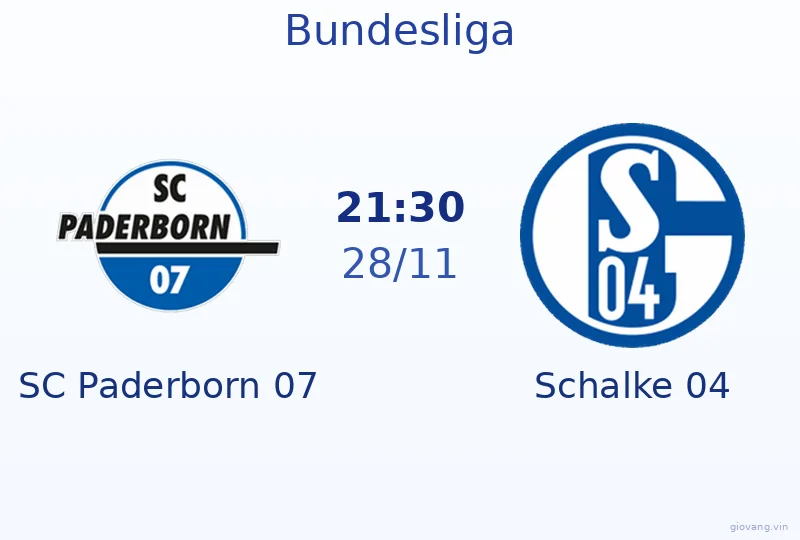 Bundesliga
SC
PADERBORN
07
21:30
28/11
S
04
SC Paderborn 07
Schalke 04
giovang.vin